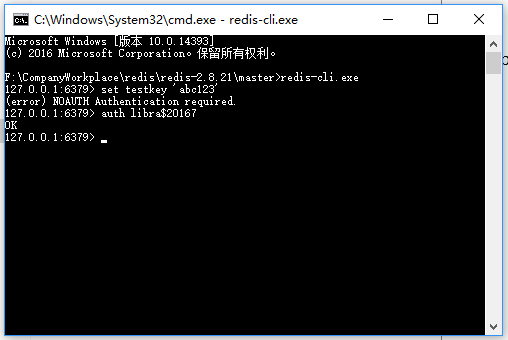 C:\Windows\System32\cmd.exe - redis-cli.exe
Microsoft Windows [版本 10.0.14393]
(c) 2016 Microsoft Corporation。保留所有权利。
F:\CompanyWorkplace\redis\redis-2.8.21\master>redis-cli.exe
127.0.0.1:6379> set testkey 'abc123'
(error) NOAUTH Authentication required.
127.0.0.1:6379> auth libra$20167
OK
127.0.0.1:6379>